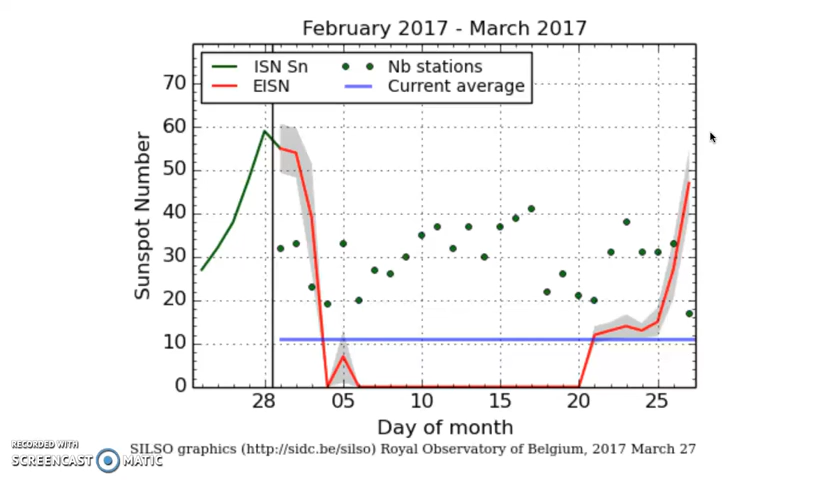 February 2017 - March 2017
ISN Sn
Nb stations
EISN
Current average
Sunspot Number
70
60
50
40
30
20
10
0
28 05 10 15 20 25
Day of month
SILSO graphics (http://sidc.be/silso) Royal Observatory of Belgium, 2017 March 27
RECORDED WITH
SCREENCAST MATIC